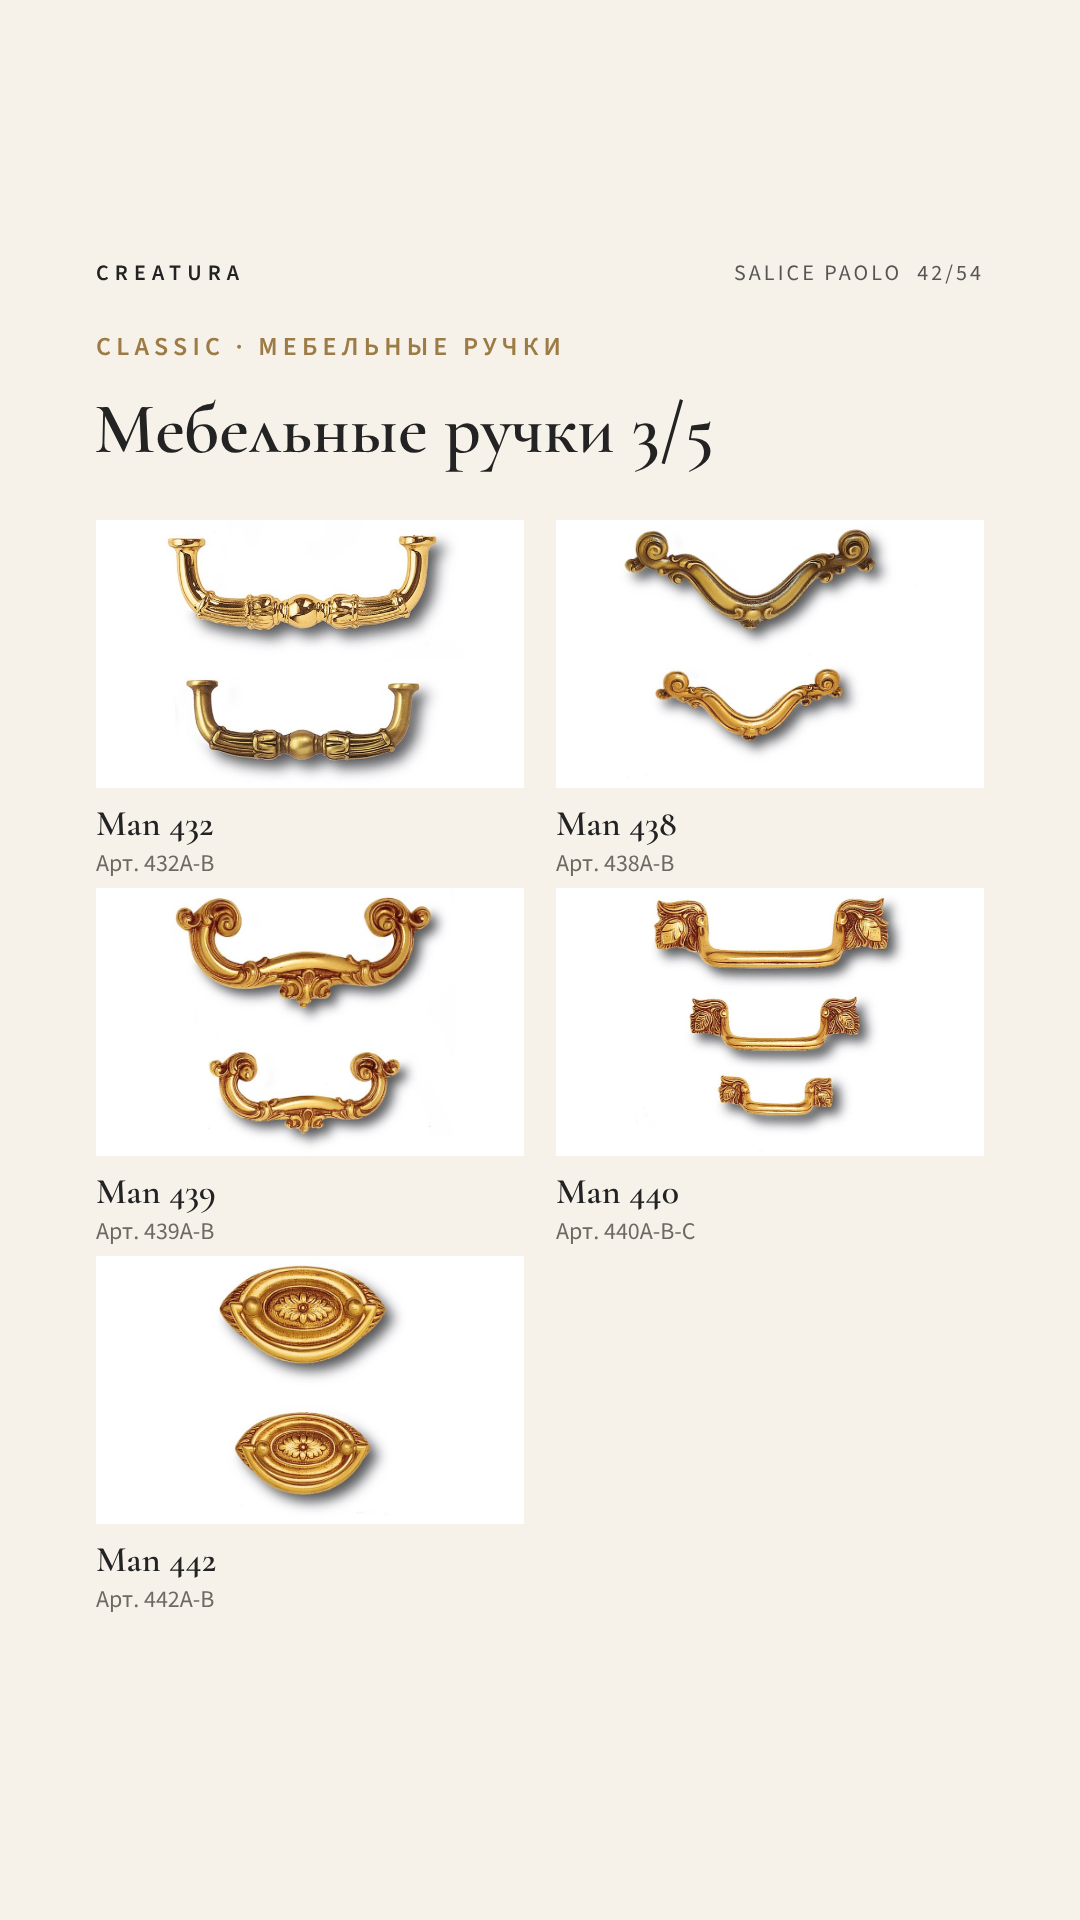 CREATURA
SALICE PAOLO 42/54
CLASSIC · МЕБЕЛЬНЫЕ РУЧКИ
Мебельные ручки 3/5
Man 432
Арт. 432A-B
Man 438
Арт. 438A-B
Man 439
Арт. 439A-B
Man 440
Арт. 440A-B-C
Man 442
Арт. 442A-B